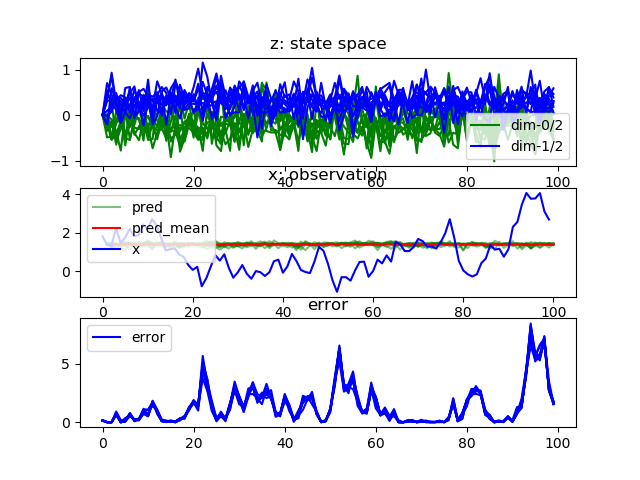 z: state space
1
0
−1
dim-0/2
dim-1/2
0 20 40 60 80 100
x: observation
4
2
0
pred
pred_mean
x
0 20 40 60 80 100
error
5
0
error
0 20 40 60 80 100